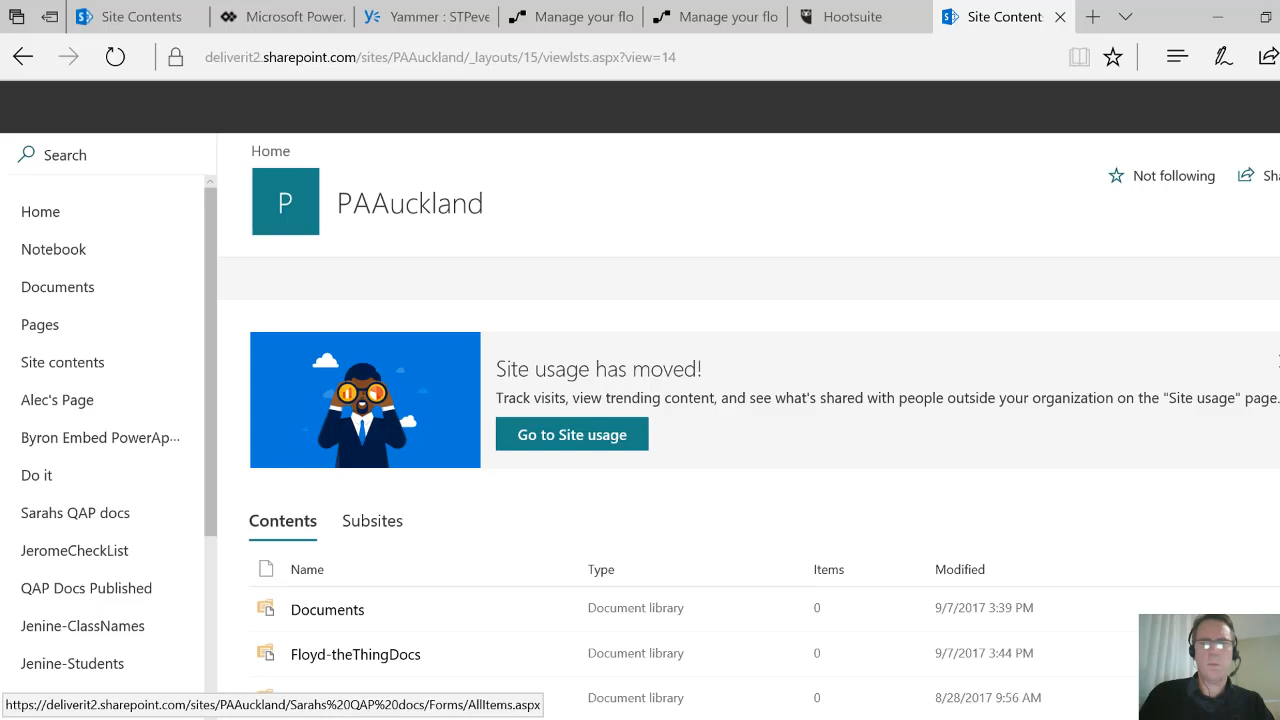 Site Contents
Microsoft Power.
Yammer : STPeve
Manage your flo
Manage your flo
Hootsuite
Site Content
deliverit2.sharepoint.com/sites/PAAuckland/_layouts/15/viewlsts.aspx?view=14
Search
Home
Notebook
Documents
Pages
Site contents
Alec's Page
Byron Embed PowerAp...
Do it
Sarahs QAP docs
JeromeCheckList
QAP Docs Published
Jenine-ClassNames
Jenine-Students
Home
P
PAAuckland
Not following
Sha
Site usage has moved!
Track visits, view trending content, and see what's shared with people outside your organization on the "Site usage" page.
Go to Site usage
Contents Subsites
Name Type Items Modified
Documents Document library 0 9/7/2017 3:39 PM
Floyd-theThingDocs Document library 0 9/7/2017 3:44 PM
Document library 0 8/28/2017 9:56 AM
https://deliverit2.sharepoint.com/sites/PAAuckland/Sarahs%20QAP%20docs/Forms/AllItems.aspx